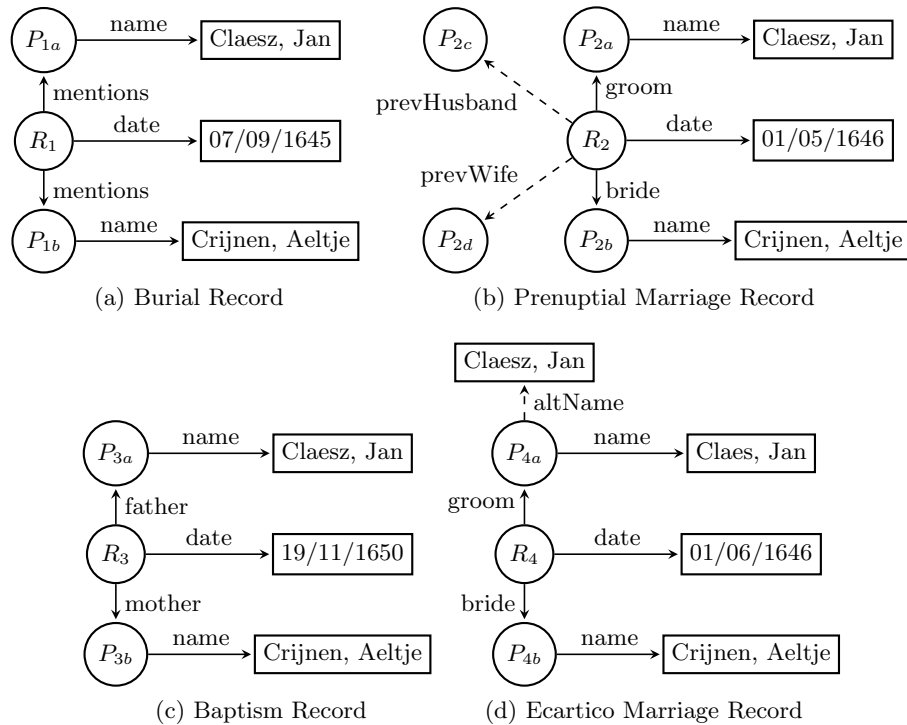 P1a name Claesz, Jan
mentions
R1 date 07/09/1645
mentions
P1b name Crijnen, Aeltje
(a) Burial Record
P2c P2a name Claesz, Jan
prevHusband groom
R2 date 01/05/1646
prevWife bride
P2d P2b name Crijnen, Aeltje
(b) Prenuptial Marriage Record
P3a name Claesz, Jan
father
R3 date 19/11/1650
mother
P3b name Crijnen, Aeltje
(c) Baptism Record
Claesz, Jan
altName
P4a name Claes, Jan
groom
R4 date 01/06/1646
bride
P4b name Crijnen, Aeltje
(d) Ecartico Marriage Record